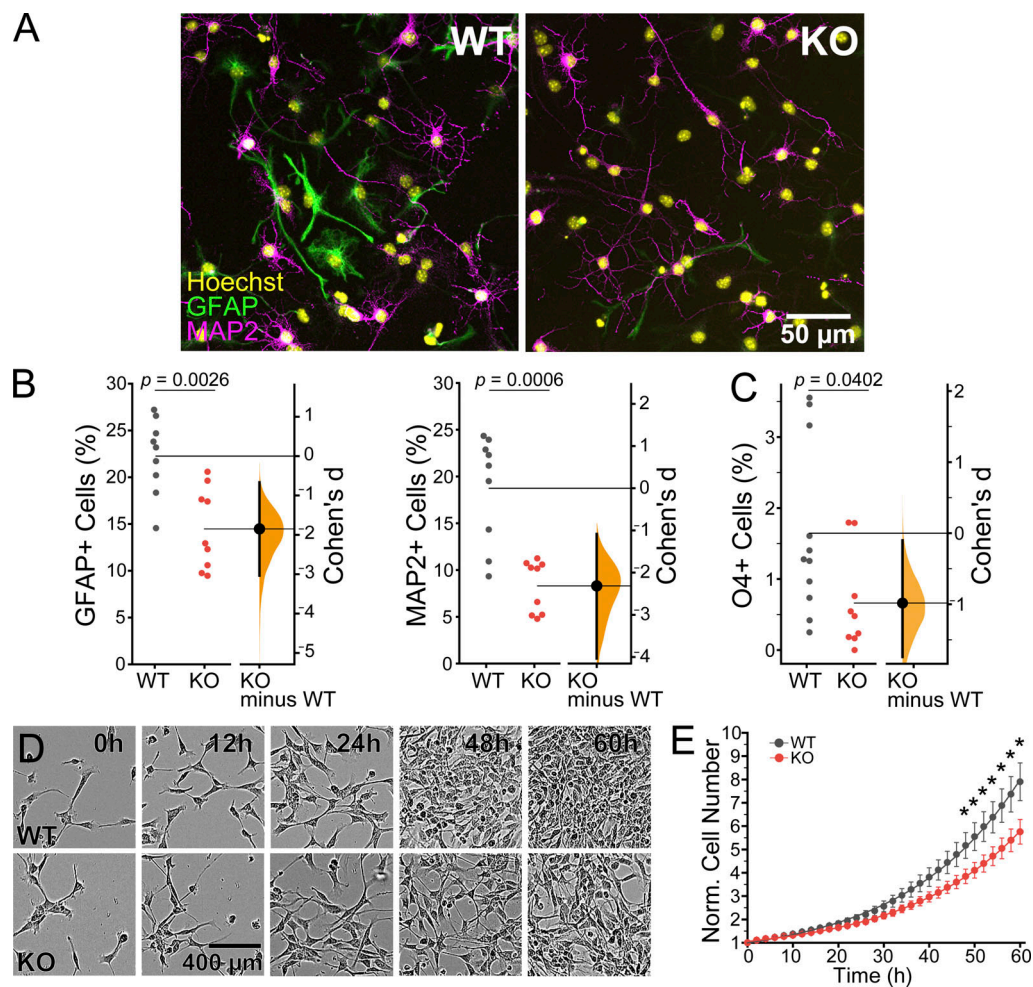 A
WT
KO
Hoechst
GFAP
MAP2
50 µm
B
p = 0.0026
30
25
20
15
10
5
0
GFAP+ Cells (%)
WT
KO
KO
minus WT
1
0
−1
−2
−3
−4
−5
Cohen's d
p = 0.0006
30
25
20
15
10
5
0
MAP2+ Cells (%)
WT
KO
KO
minus WT
2
1
0
−1
−2
−3
−4
Cohen's d
C
p = 0.0402
3
2
1
0
O4+ Cells (%)
WT
KO
KO
minus WT
2
1
0
−1
Cohen's d
D
0h
12h
24h
48h
60h
WT
KO
400 µm
E
WT
KO
10
9
8
7
6
5
4
3
2
1
Norm. Cell Number
* * * * * * *
0 10 20 30 40 50 60
Time (h)